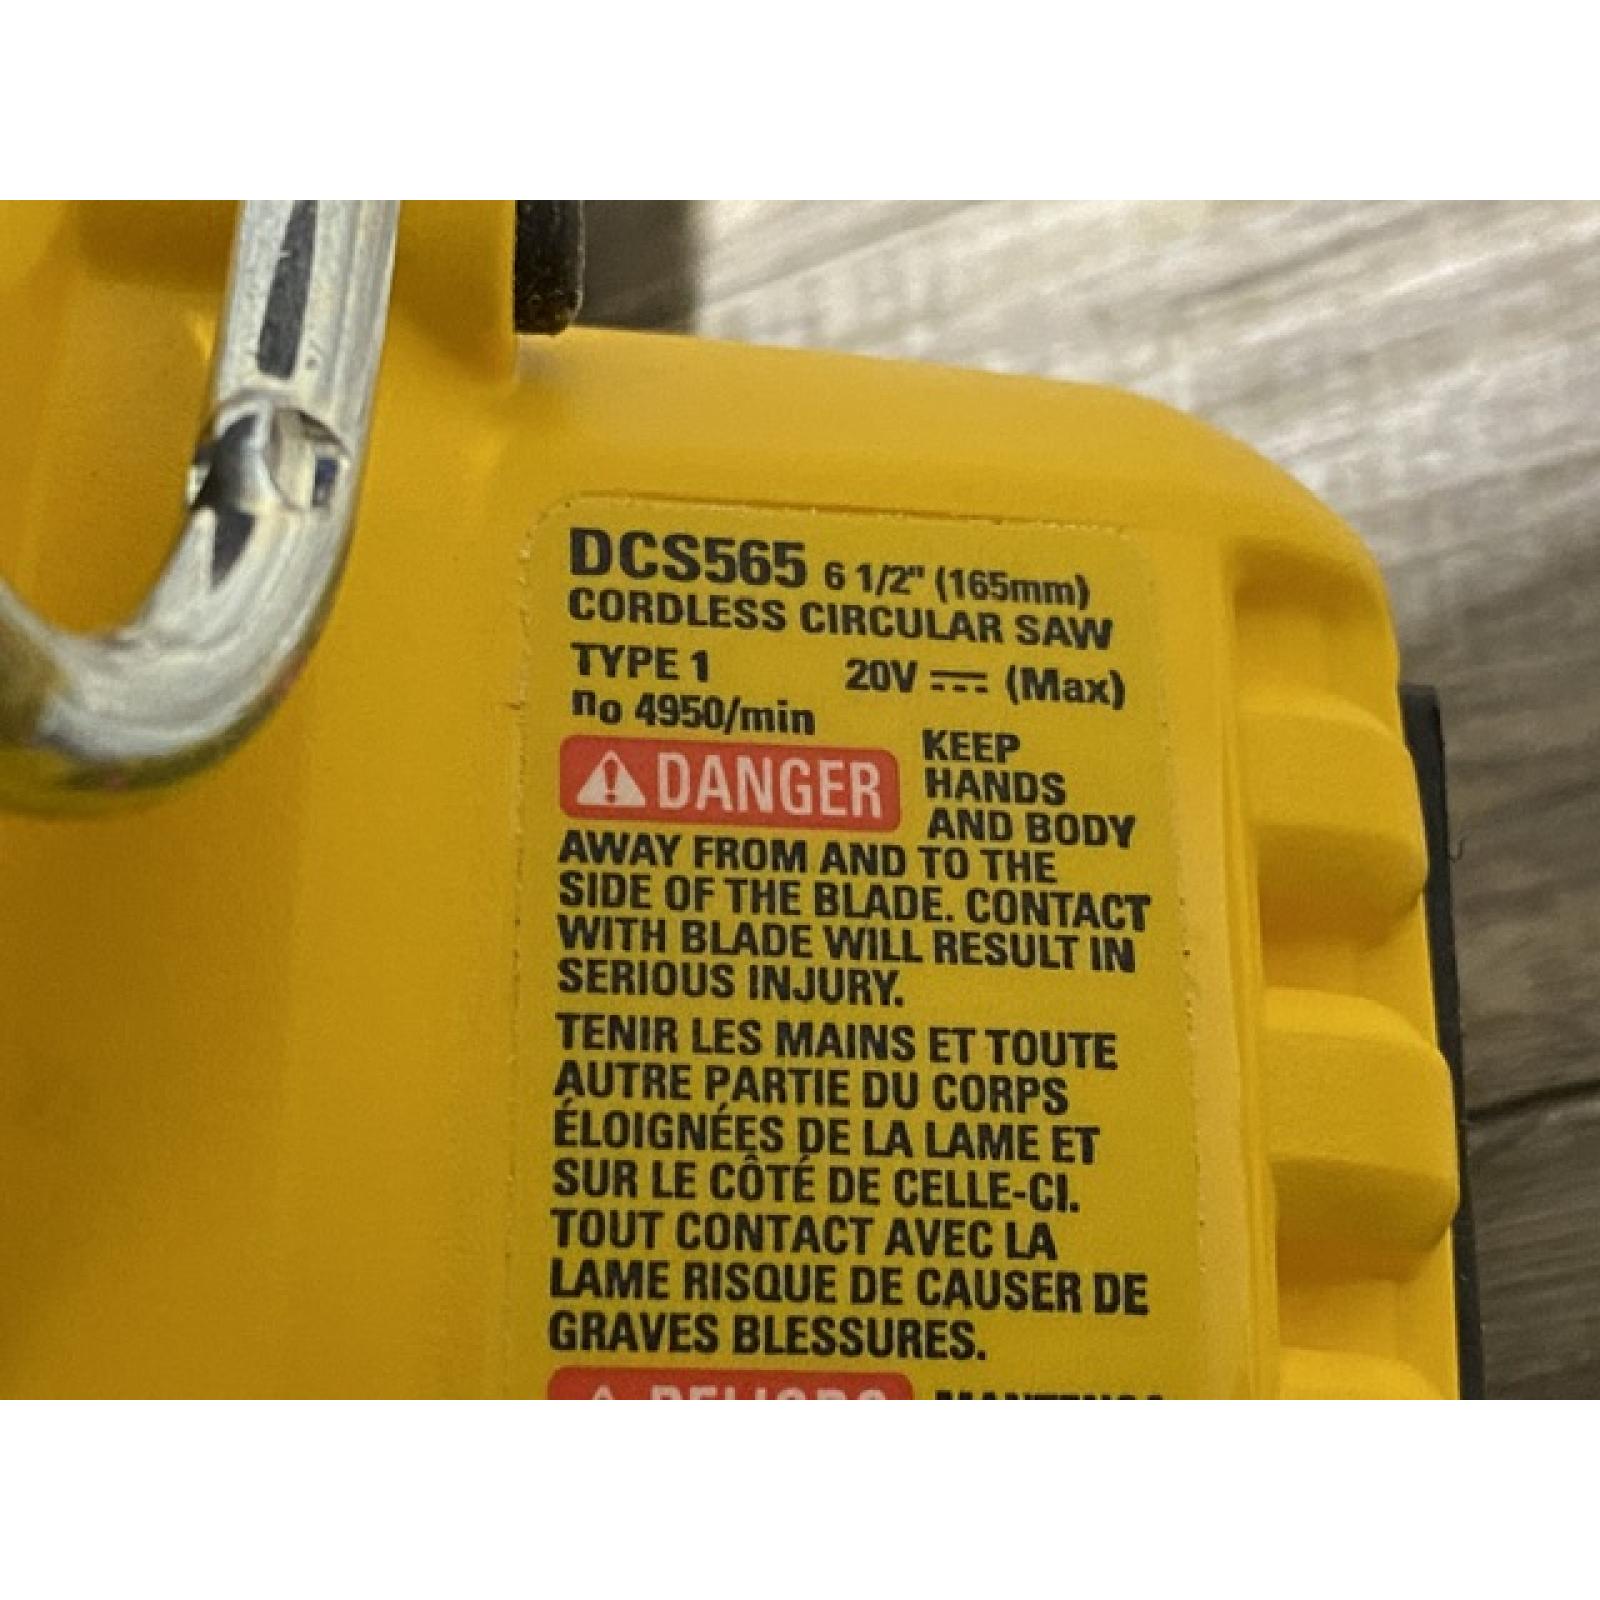 DCS565 6 1/2" (165mm)
CORDLESS CIRCULAR SAW
TYPE 1 20V ⎓ (Max)
no 4950/min
DANGER KEEP
HANDS
AND BODY
AWAY FROM AND TO THE
SIDE OF THE BLADE. CONTACT
WITH BLADE WILL RESULT IN
SERIOUS INJURY.
TENIR LES MAINS ET TOUTE
AUTRE PARTIE DU CORPS
ÉLOIGNÉES DE LA LAME ET
SUR LE CÔTÉ DE CELLE-CI.
TOUT CONTACT AVEC LA
LAME RISQUE DE CAUSER DE
GRAVES BLESSURES.